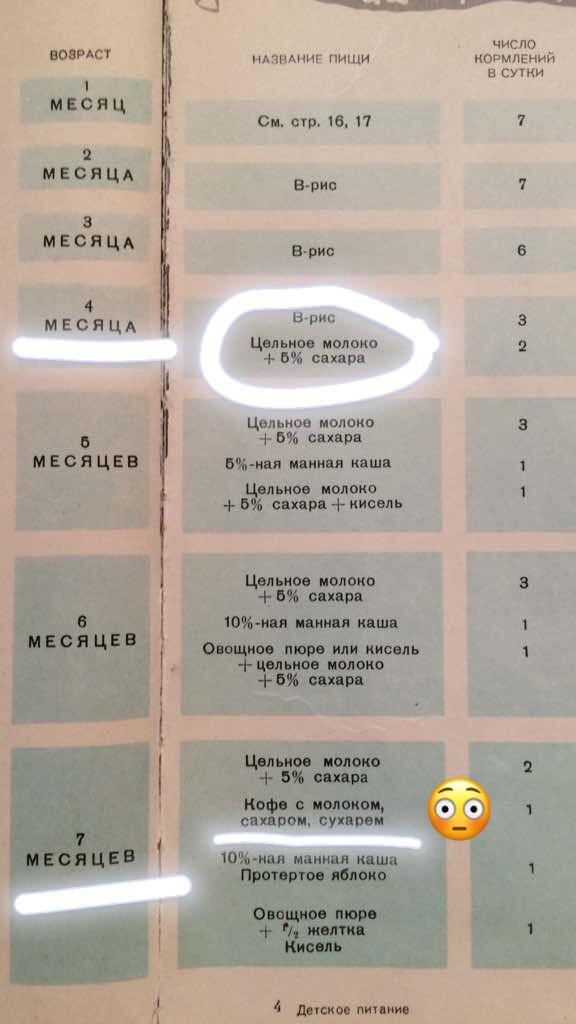 ВОЗРАСТ
НАЗВАНИЕ ПИЩИ
ЧИСЛО
КОРМЛЕНИЙ
В СУТКИ
1
МЕСЯЦ
См. стр. 16, 17
7
2
МЕСЯЦА
В-рис
7
3
МЕСЯЦА
В-рис
6
4
МЕСЯЦА
В-рис
3
Цельное молоко
+ 5% сахара
2
5
МЕСЯЦЕВ
Цельное молоко
+ 5% сахара
3
5%-ная манная каша
1
Цельное молоко
+ 5% сахара + кисель
1
6
МЕСЯЦЕВ
Цельное молоко
+ 5% сахара
3
10%-ная манная каша
1
Овощное пюре или кисель
+ цельное молоко
+ 5% сахара
1
7
МЕСЯЦЕВ
Цельное молоко
+ 5% сахара
2
Кофе с молоком,
сахаром, сухарем
1
10%-ная манная каша
Протертое яблоко
1
Овощное пюре
+ 1/2 желтка
Кисель
1
4 Детское питание